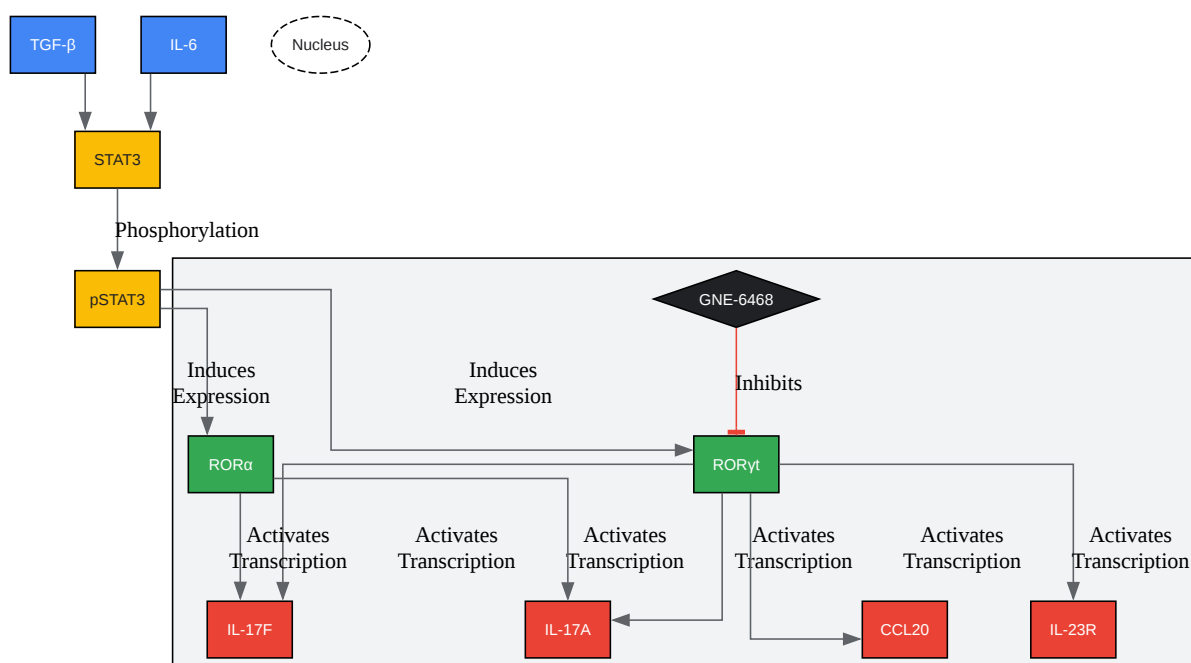 TGF-β
IL-6
Nucleus
STAT3
Phosphorylation
pSTAT3
GNE-6468
Induces
Expression
Induces
Expression
Inhibits
RORα
RORγt
Activates
Transcription
Activates
Transcription
Activates
Transcription
Activates
Transcription
Activates
Transcription
Activates
Transcription
IL-17F
IL-17A
CCL20
IL-23R